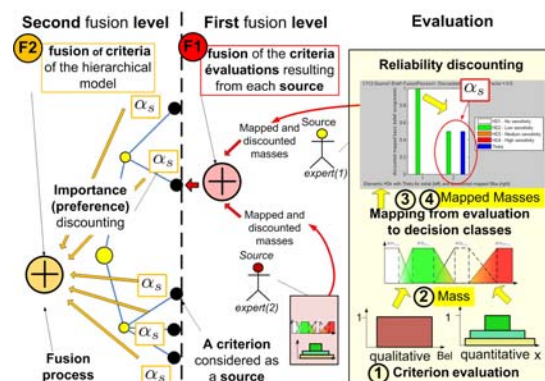 Second fusion level
First fusion level
Evaluation
F2
fusion of criteria
of the hierarchical
model
F1
fusion of the criteria
évaluations resulting
from each source
Reliability discounting
αs
αs
αs
Importance
(preference)
discounting
αs
αs
Fusion
process
Mapped and
discounted
masses
Source
expert(1)
Mapped and
discounted
masses
Source
expert(2)
A criterion
considered as
a source
αs
3 4 Mapped Masses
Mapping from evaluation
to decision classes
2 Mass
1
1
qualitative Bel quantitative x
1 Criterion evaluation